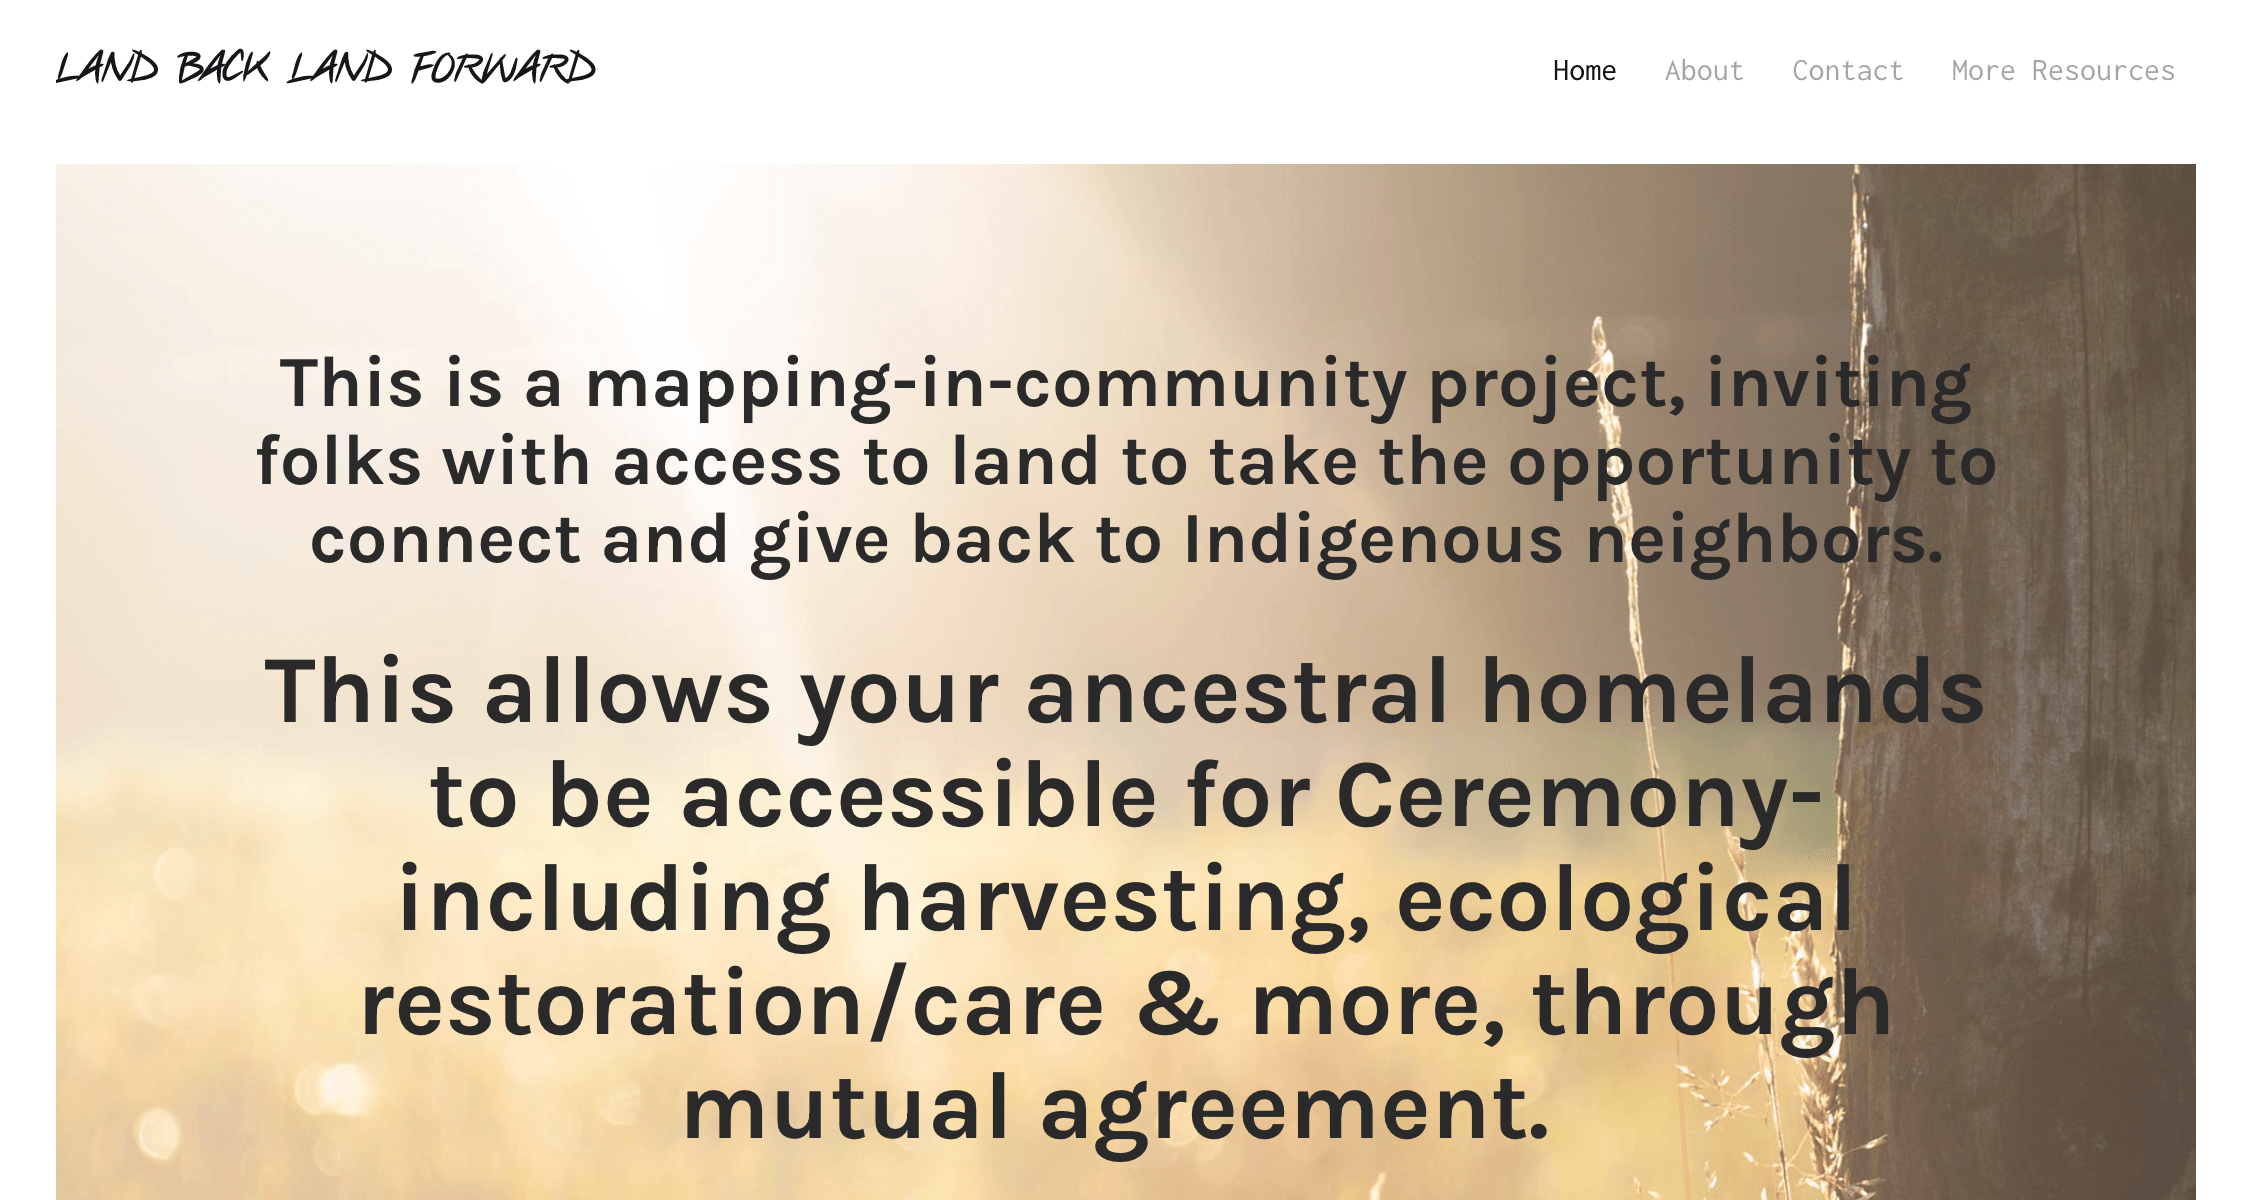 LAND BACK LAND FORWARD
Home About Contact More Resources
This is a mapping-in-community project, inviting
folks with access to land to take the opportunity to
connect and give back to Indigenous neighbors.
This allows your ancestral homelands
to be accessible for Ceremony-
including harvesting, ecological
restoration/care & more, through
mutual agreement.